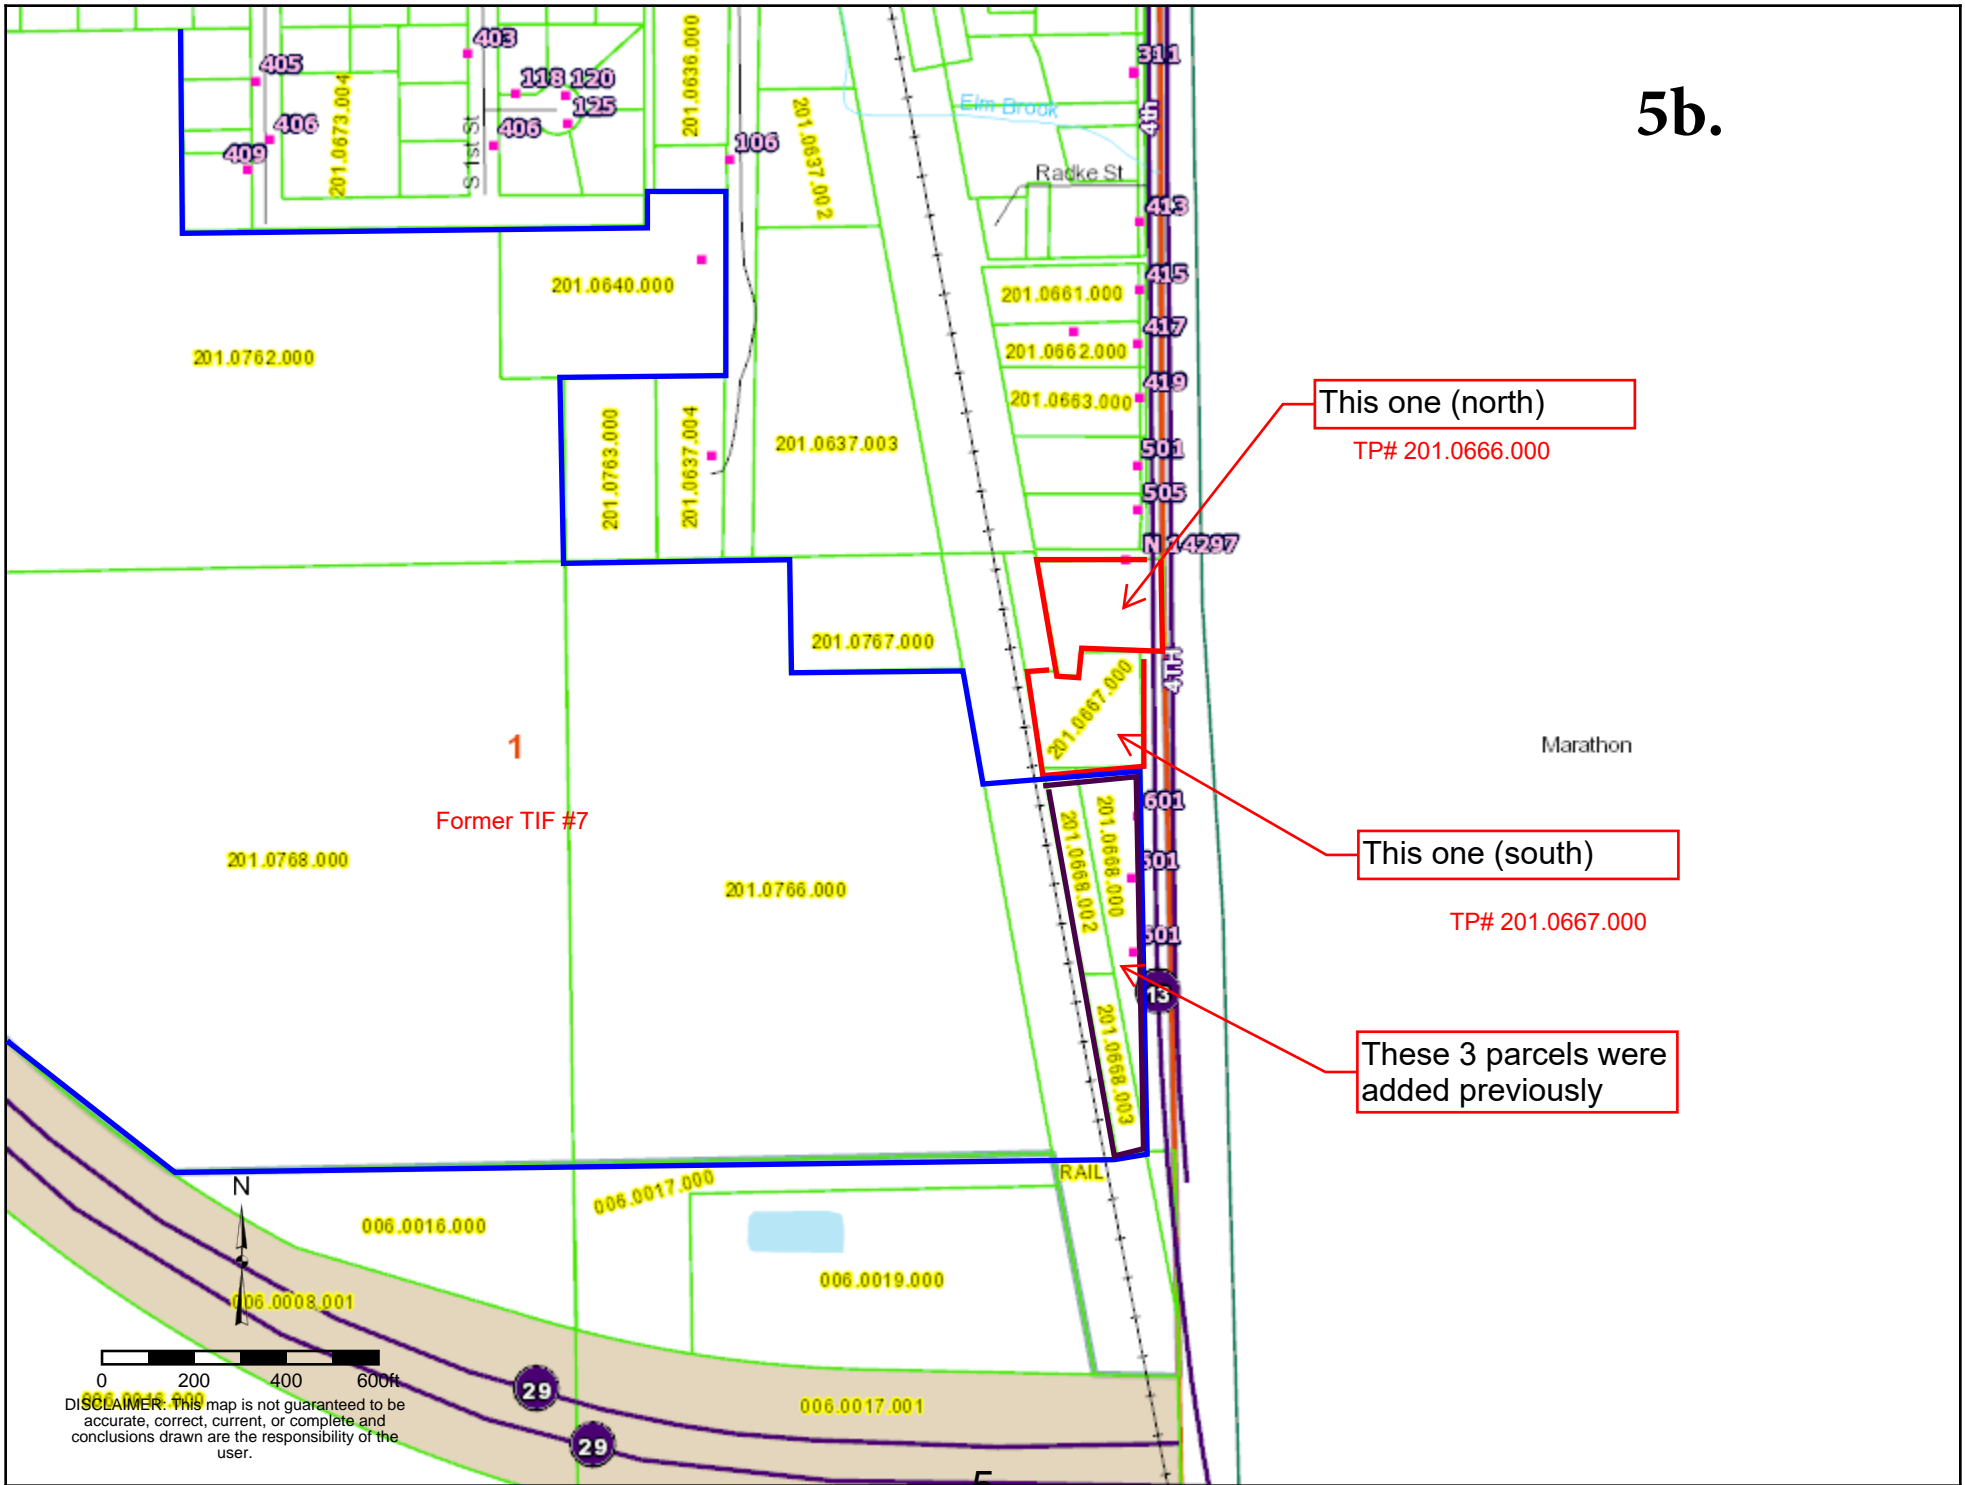 5b.
311
403
405
118 120
125
406
406
409
201.0673.004
S 1st St
201.0636.000
106
201.0637.002
Elm Brook
4th
Radke St
413
415
201.0640.000
201.0661.000
417
201.0662.000
201.0762.000
419
201.0663.000
This one (north)
TP# 201.0666.000
201.0763.000
201.0637.004
201.0637.003
501
505
N 14297
201.0767.000
4TH
201.0667.000
1
Marathon
Former TIF #7
601
201.0668.000
201.0668.002
This one (south)
201.0768.000
501
201.0766.000
TP# 201.0667.000
501
13
These 3 parcels were
added previously
201.0668.003
RAIL
N
006.0017.000
006.0016.000
006.0019.000
006.0008.001
0 200 400 600ft
29
006.0016.000
DISCLAIMER: This map is not guaranteed to be
accurate, correct, current, or complete and
conclusions drawn are the responsibility of the
user.
006.0017.001
29
5